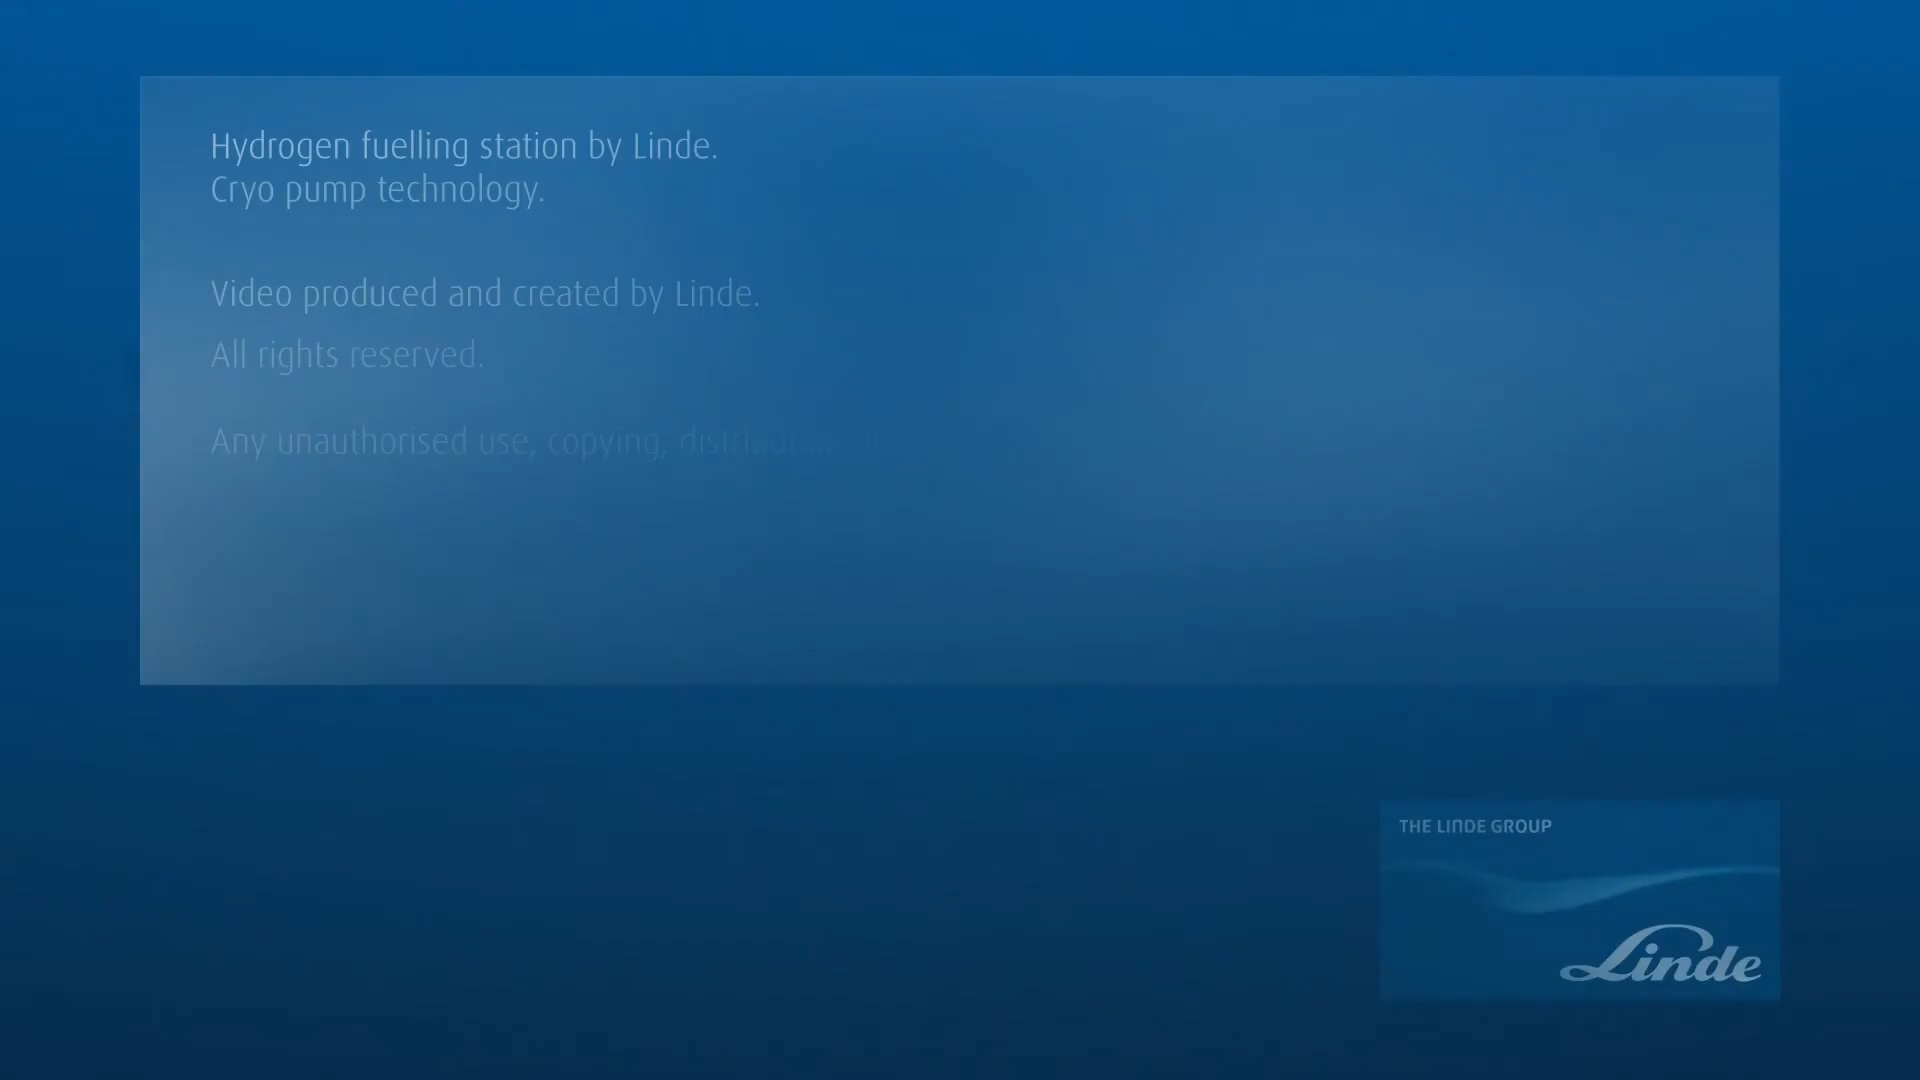 Hydrogen fuelling station by Linde.
Cryo pump technology.
Video produced and created by Linde.
All rights reserved.
Any unauthorised use, copying,
THE LINDE GROUP
Linde